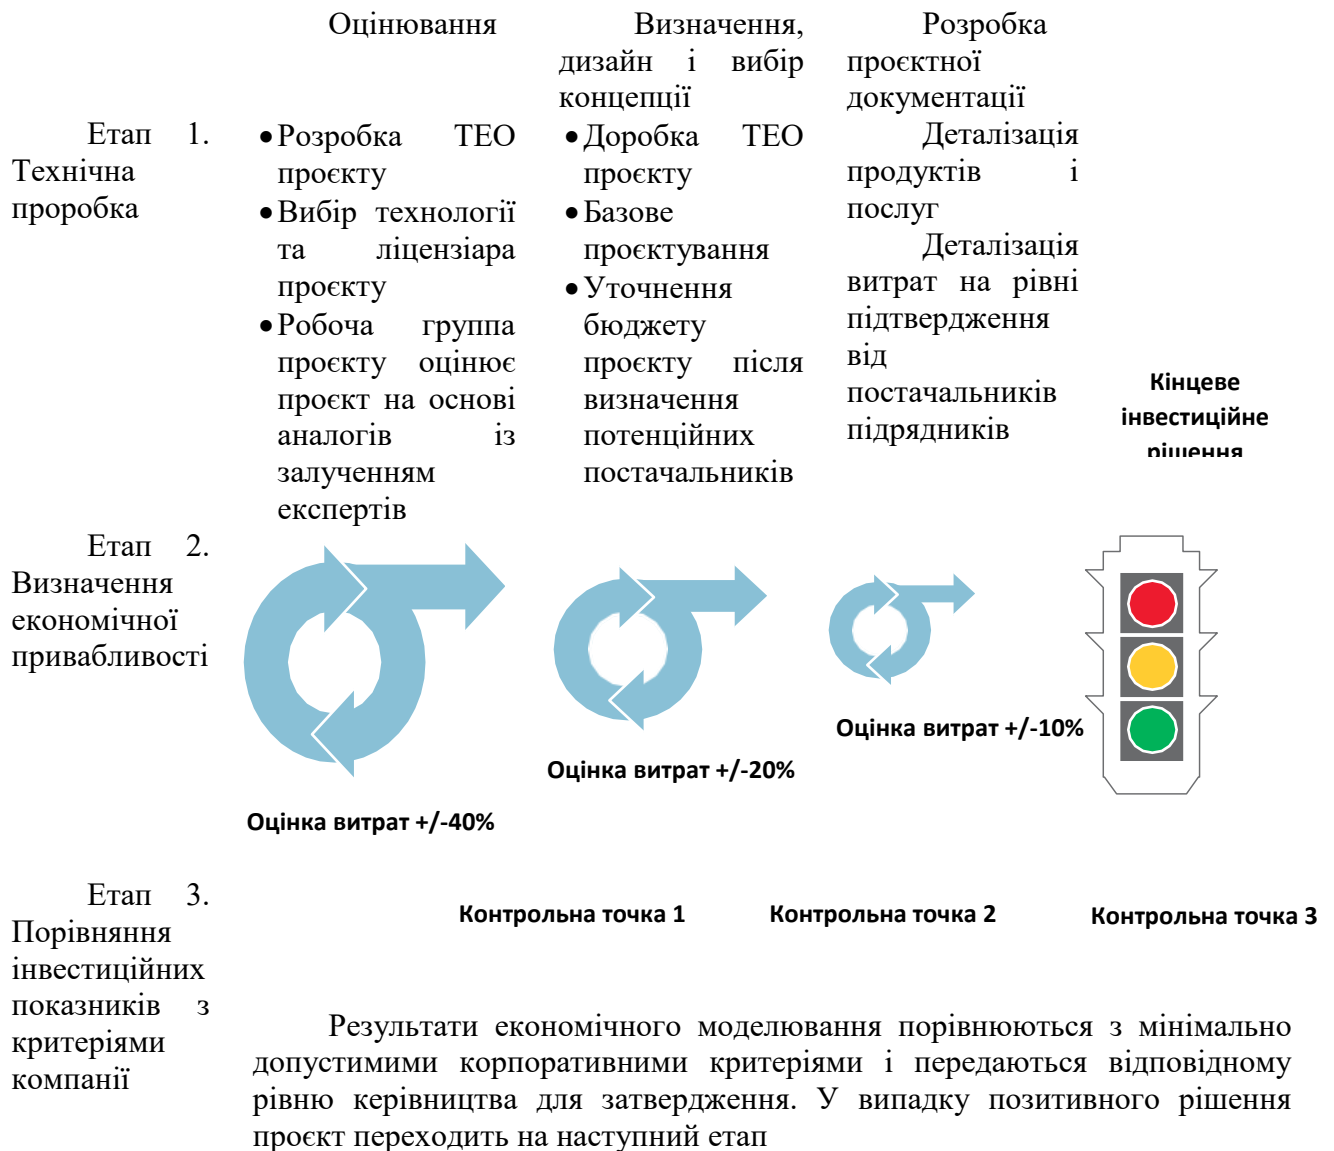 Оцінювання
Визначення,
дизайн і вибір
концепції
Розробка
проєктної
документації
Етап 1.
Технічна
проробка
•Розробка ТЕО
проєкту
•Вибір технології
та ліцензіара
проєкту
•Робоча группа
проєкту оцінює
проєкт на основі
аналогів із
залученням
експертів
•Доробка ТЕО
проєкту
•Базове
проєктування
•Уточнення
бюджету
проєкту після
визначення
потенційних
постачальників
Деталізація
продуктів і
послуг
Деталізація
витрат на рівні
підтвердження
від
постачальників
підрядників
Кінцеве
інвестиційне
рішення
Етап 2.
Визначення
економічної
привабливості
Оцінка витрат +/-40%
Оцінка витрат +/-20%
Оцінка витрат +/-10%
Етап 3.
Порівняння
інвестиційних
показників з
критеріями
компанії
Контрольна точка 1
Контрольна точка 2
Контрольна точка 3
Результати економічного моделювання порівнюються з мінімально
допустимими корпоративними критеріями і передаються відповідному
рівню керівництва для затвердження. У випадку позитивного рішення
проєкт переходить на наступний етап